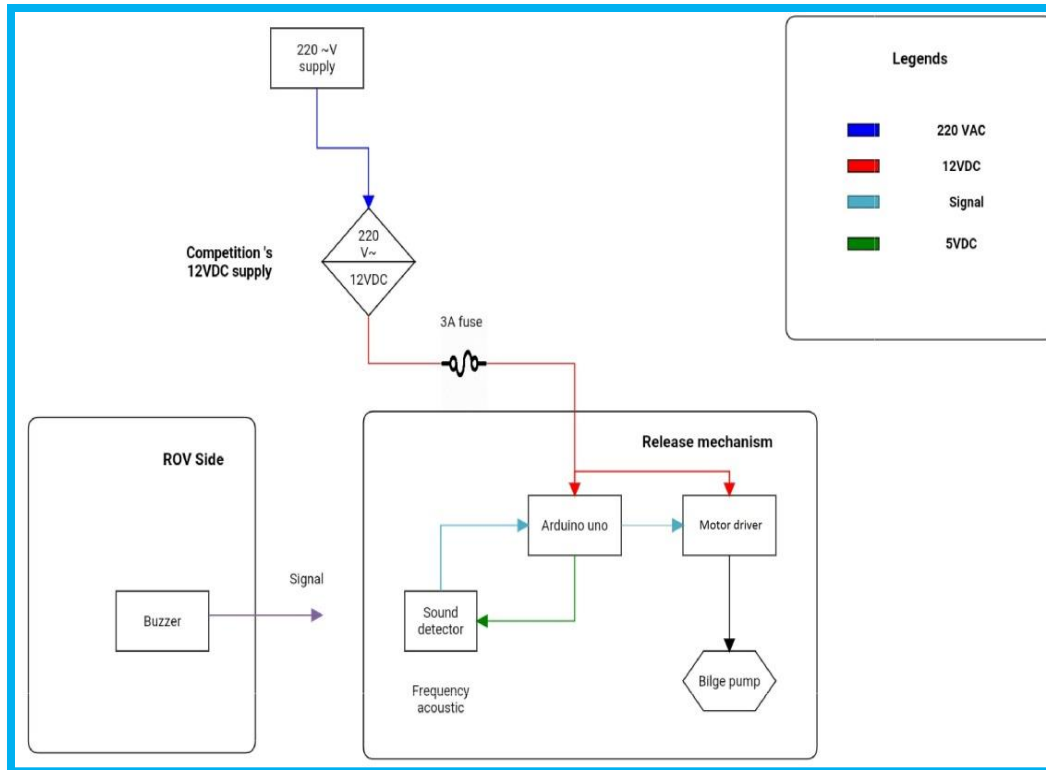 220 ~V
supply
Legends
220 VAC
12VDC
Signal
5VDC
Competition 's
12VDC supply
220
V~
12VDC
3A fuse
ROV Side
Buzzer
Signal
Release mechanism
Arduino uno
Motor driver
Sound
detector
Frequency
acoustic
Bilge pump